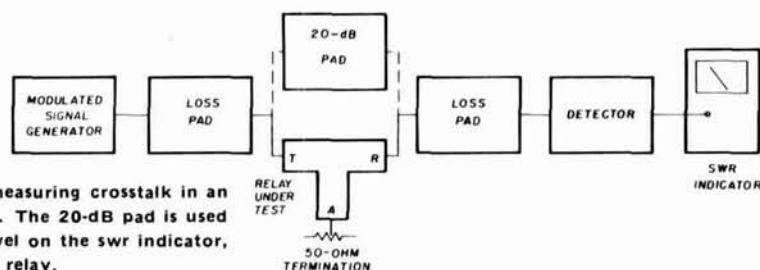 20-dB
PAD
MODULATED
SIGNAL
GENERATOR
LOSS
PAD
T
R
A
RELAY
UNDER
TEST
50-OHM
TERMINATION
LOSS
PAD
DETECTOR
SWR
INDICATOR
measuring crosstalk in an
. The 20-dB pad is used
vel on the swr indicator,
relay.